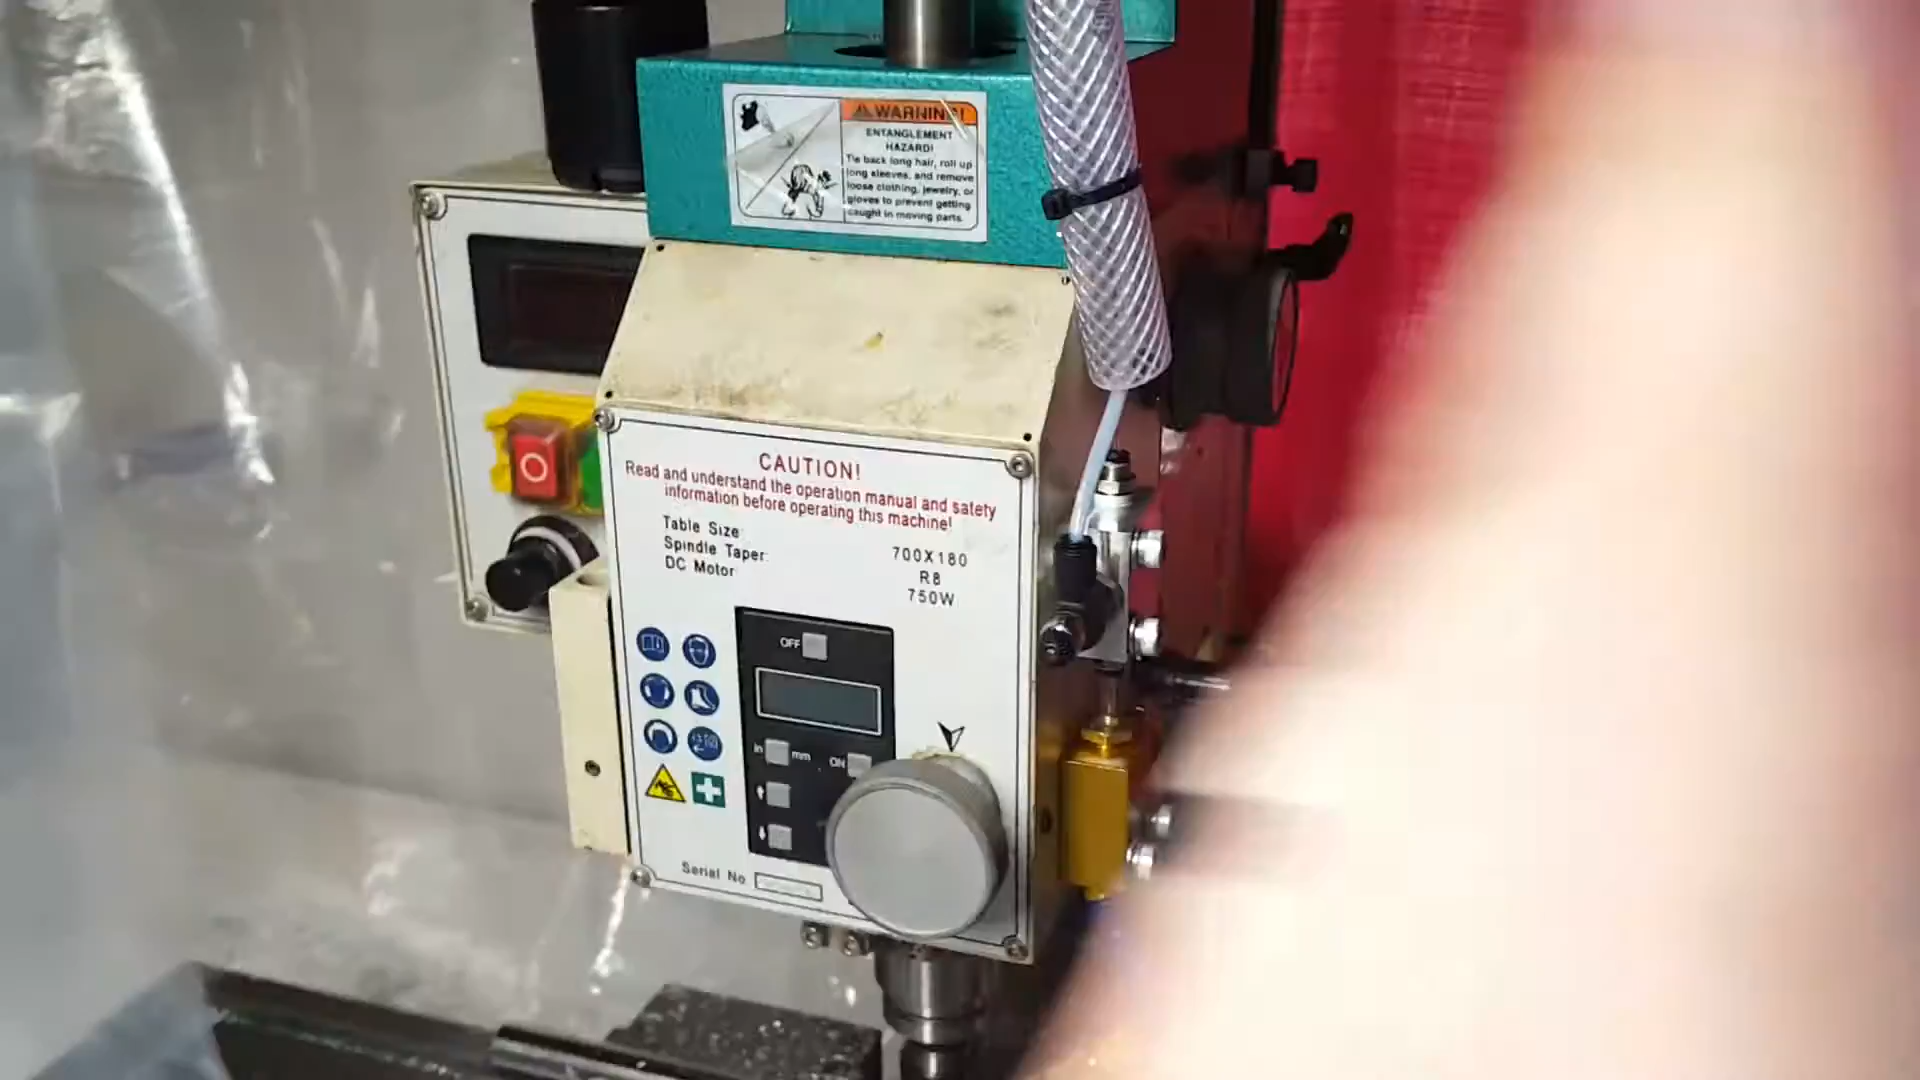 WARNING!
ENTANGLEMENT
HAZARD!
Tie back long hair, roll up
long sleeves, and remove
loose clothing, jewelry, or
gloves to prevent getting
caught in moving parts.
CAUTION!
Read and understand the operation manual and safety
information before operating this machine!
Table Size: 700X180
Spindle Taper: R8
DC Motor 750W
OFF
in mm
ON
Serial No